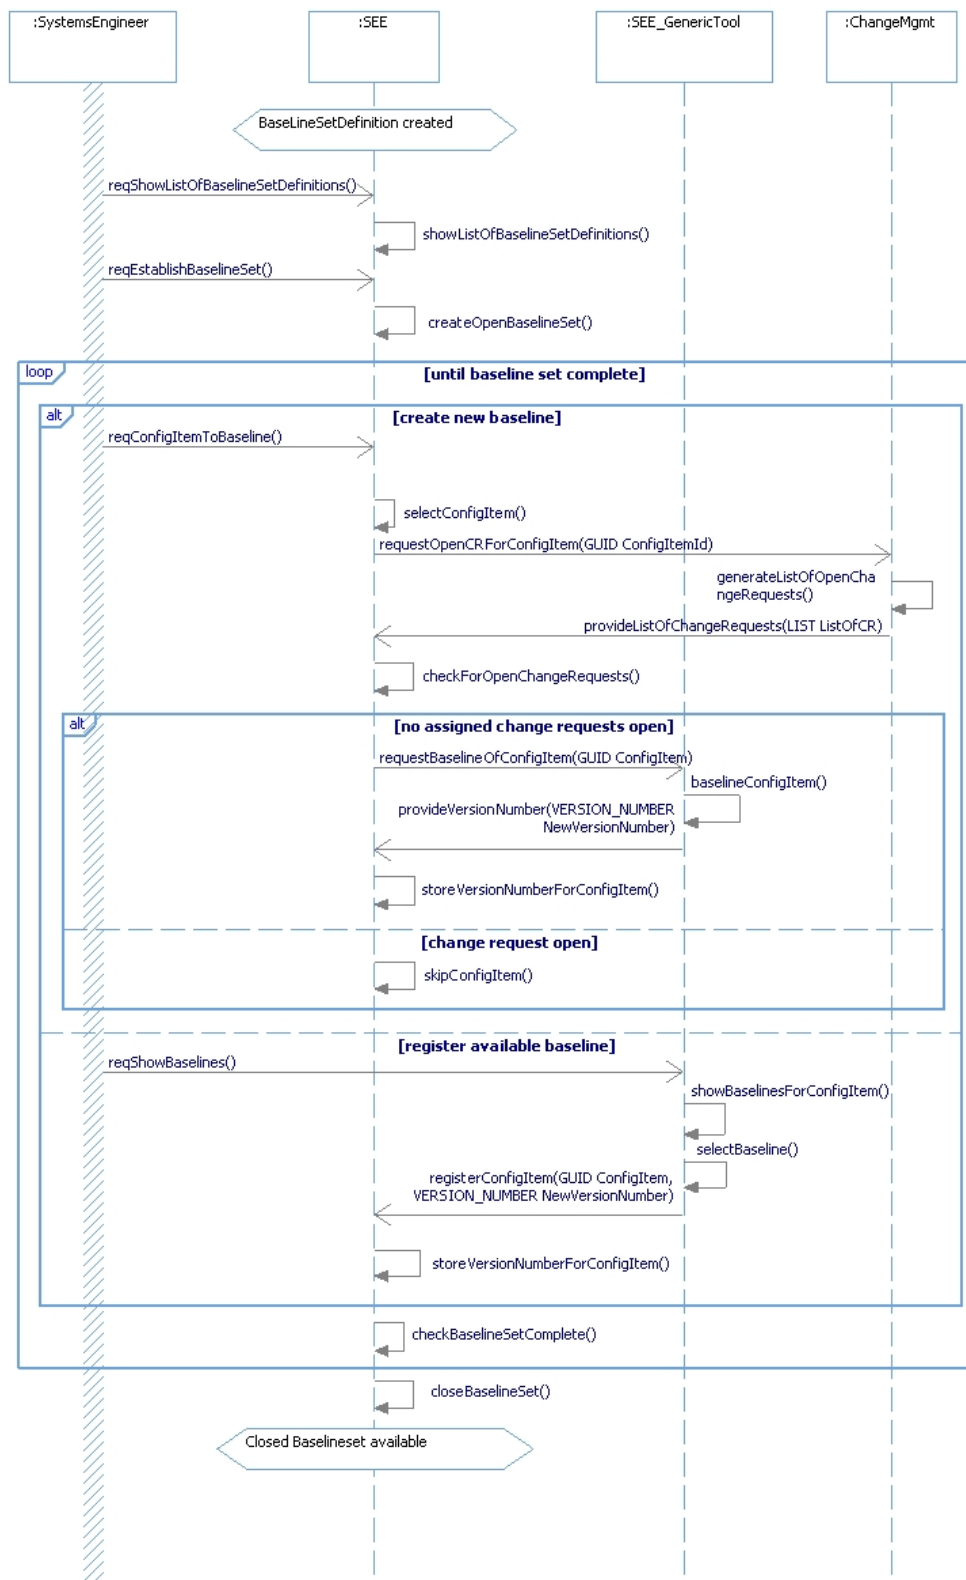 :SystemsEngineer
:SEE
:SEE_GenericTool
:ChangeMgmt
BaseLineSetDefinition created
reqShowListOfBaselineSetDefinitions()
showListOfBaselineSetDefinitions()
reqEstablishBaselineSet()
createOpenBaselineSet()
loop
[until baseline set complete]
alt
[create new baseline]
reqConfigItemToBaseline()
selectConfigItem()
requestOpenCRForConfigItem(GUID ConfigItemId)
generateListOfOpenCha
ngeRequests()
provideListOfChangeRequests(LIST ListOfCR)
checkForOpenChangeRequests()
alt
[no assigned change requests open]
requestBaselineOfConfigItem(GUID ConfigItem)
baselineConfigItem()
provideVersionNumber(VERSION_NUMBER
NewVersionNumber)
storeVersionNumberForConfigItem()
[change request open]
skipConfigItem()
[register available baseline]
reqShowBaselines()
showBaselinesForConfigItem()
selectBaseline()
registerConfigItem(GUID ConfigItem,
VERSION_NUMBER NewVersionNumber)
storeVersionNumberForConfigItem()
checkBaselineSetComplete()
closeBaselineSet()
Closed Baselineset available